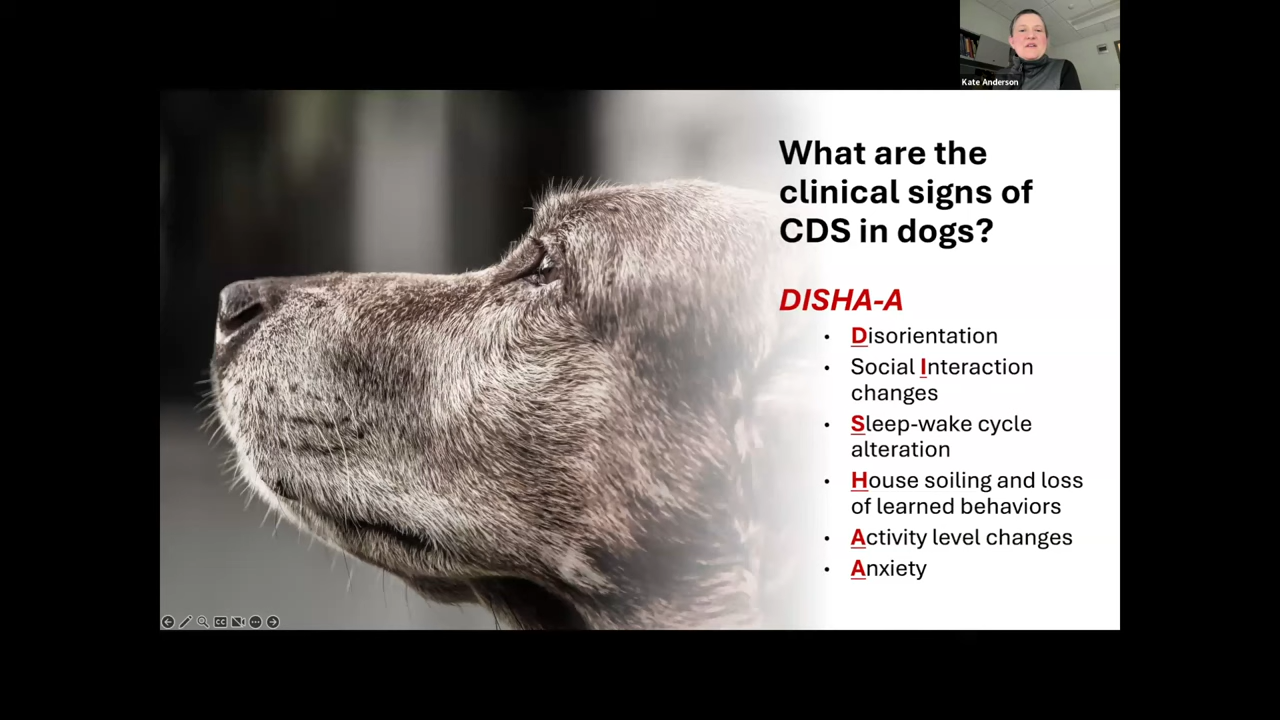 Kate Anderson
What are the
clinical signs of
CDS in dogs?
DISHA-A
• Disorientation
• Social Interaction
changes
• Sleep-wake cycle
alteration
• House soiling and loss
of learned behaviors
• Activity level changes
• Anxiety
CC